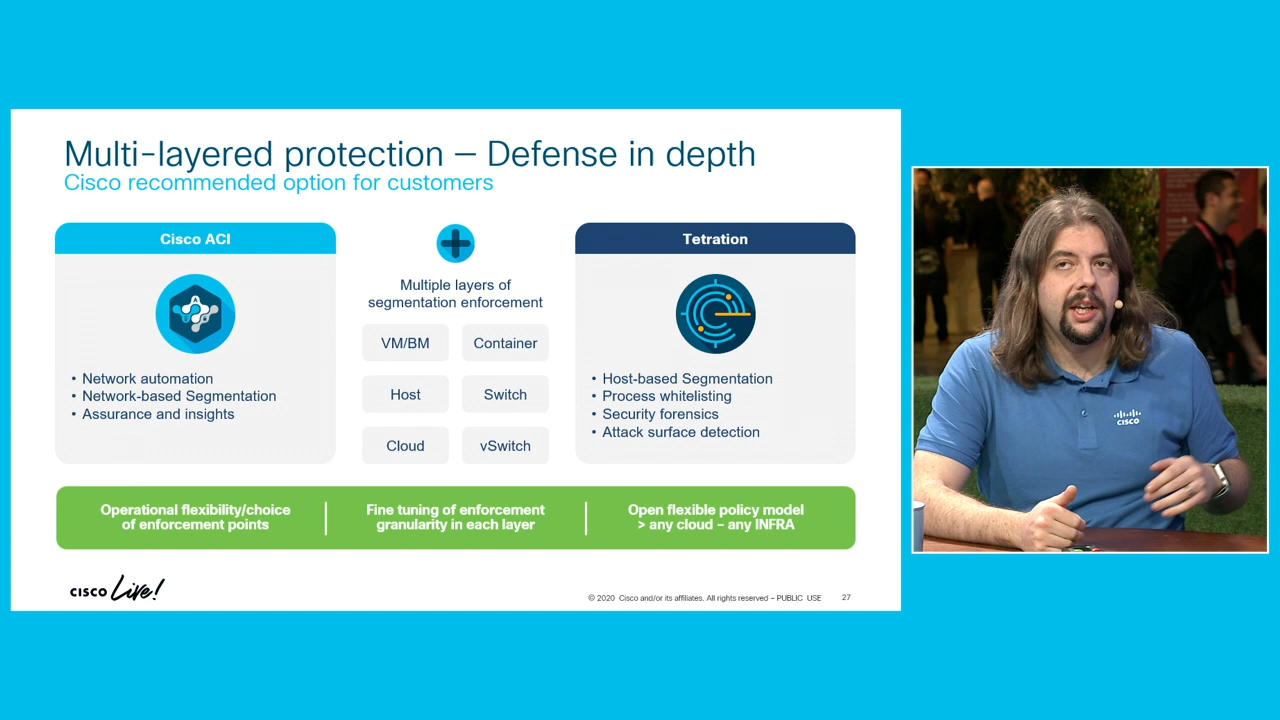 Multi-layered protection – Defense in depth
Cisco recommended option for customers
Cisco ACI
• Network automation
• Network-based Segmentation
• Assurance and insights
Multiple layers of
segmentation enforcement
VM/BM
Container
Host
Switch
Cloud
vSwitch
Tetration
• Host-based Segmentation
• Process whitelisting
• Security forensics
• Attack surface detection
Operational flexibility/choice
of enforcement points
Fine tuning of enforcement
granularity in each layer
Open flexible policy model
> any cloud – any INFRA
CISCO Live!
© 2020 Cisco and/or its affiliates. All rights reserved – PUBLIC USE
27
CISCO